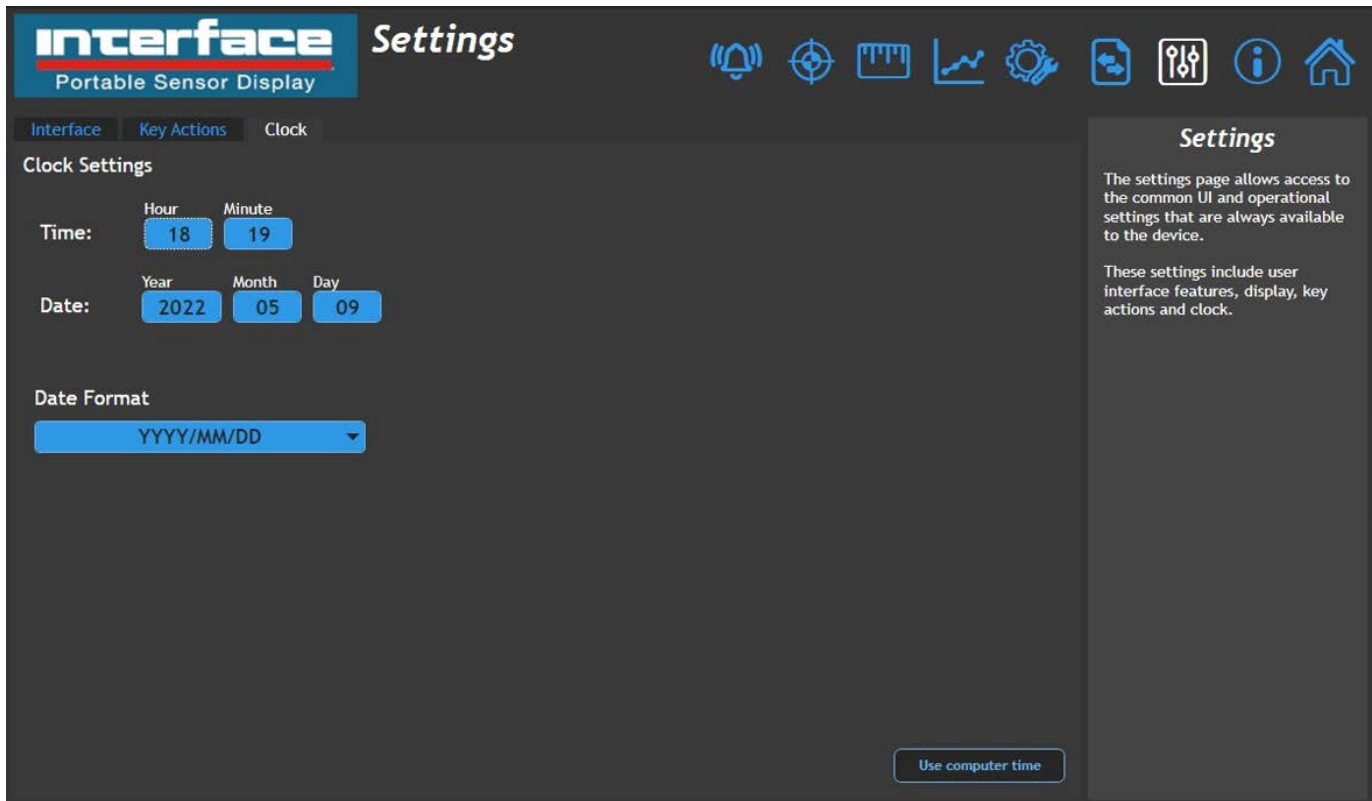 interface
Portable Sensor Display
Settings
Interface Key Actions Clock
Clock Settings
Hour Minute
Time: 18 19
Year Month Day
Date: 2022 05 09
Date Format
YYYY/MM/DD
Use computer time
Settings
The settings page allows access to
the common UI and operational
settings that are always available
to the device.
These settings include user
interface features, display, key
actions and clock.